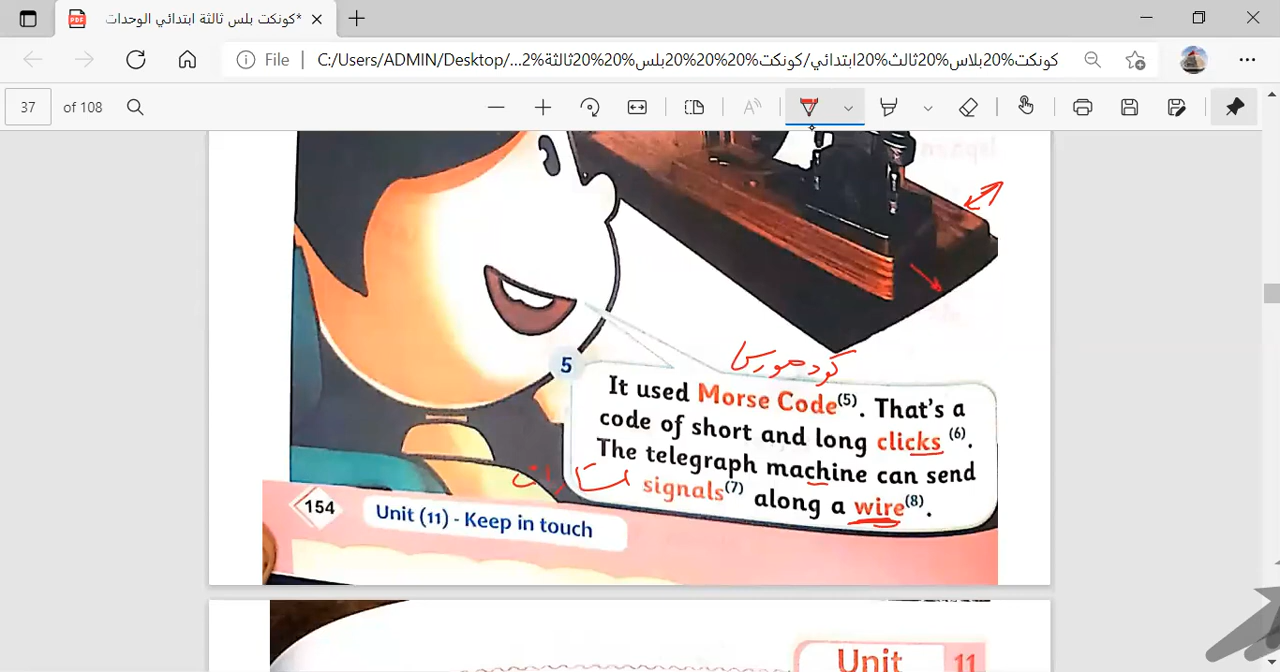 *كونكت بلس ثالثة ابتدائي الوحدات
File
C:/Users/ADMIN/Desktop/...2%كونكت%20بلاس%20ثالث%20ابتدائي/كونكت%20%20%20بلس%20%20ثالثة
37 of 108
كود مورس
5
It used Morse Code(5). That's a
code of short and long clicks (6).
The telegraph machine can send
signals(7) along a wire(8).
154
Unit (11) - Keep in touch
Unit 11